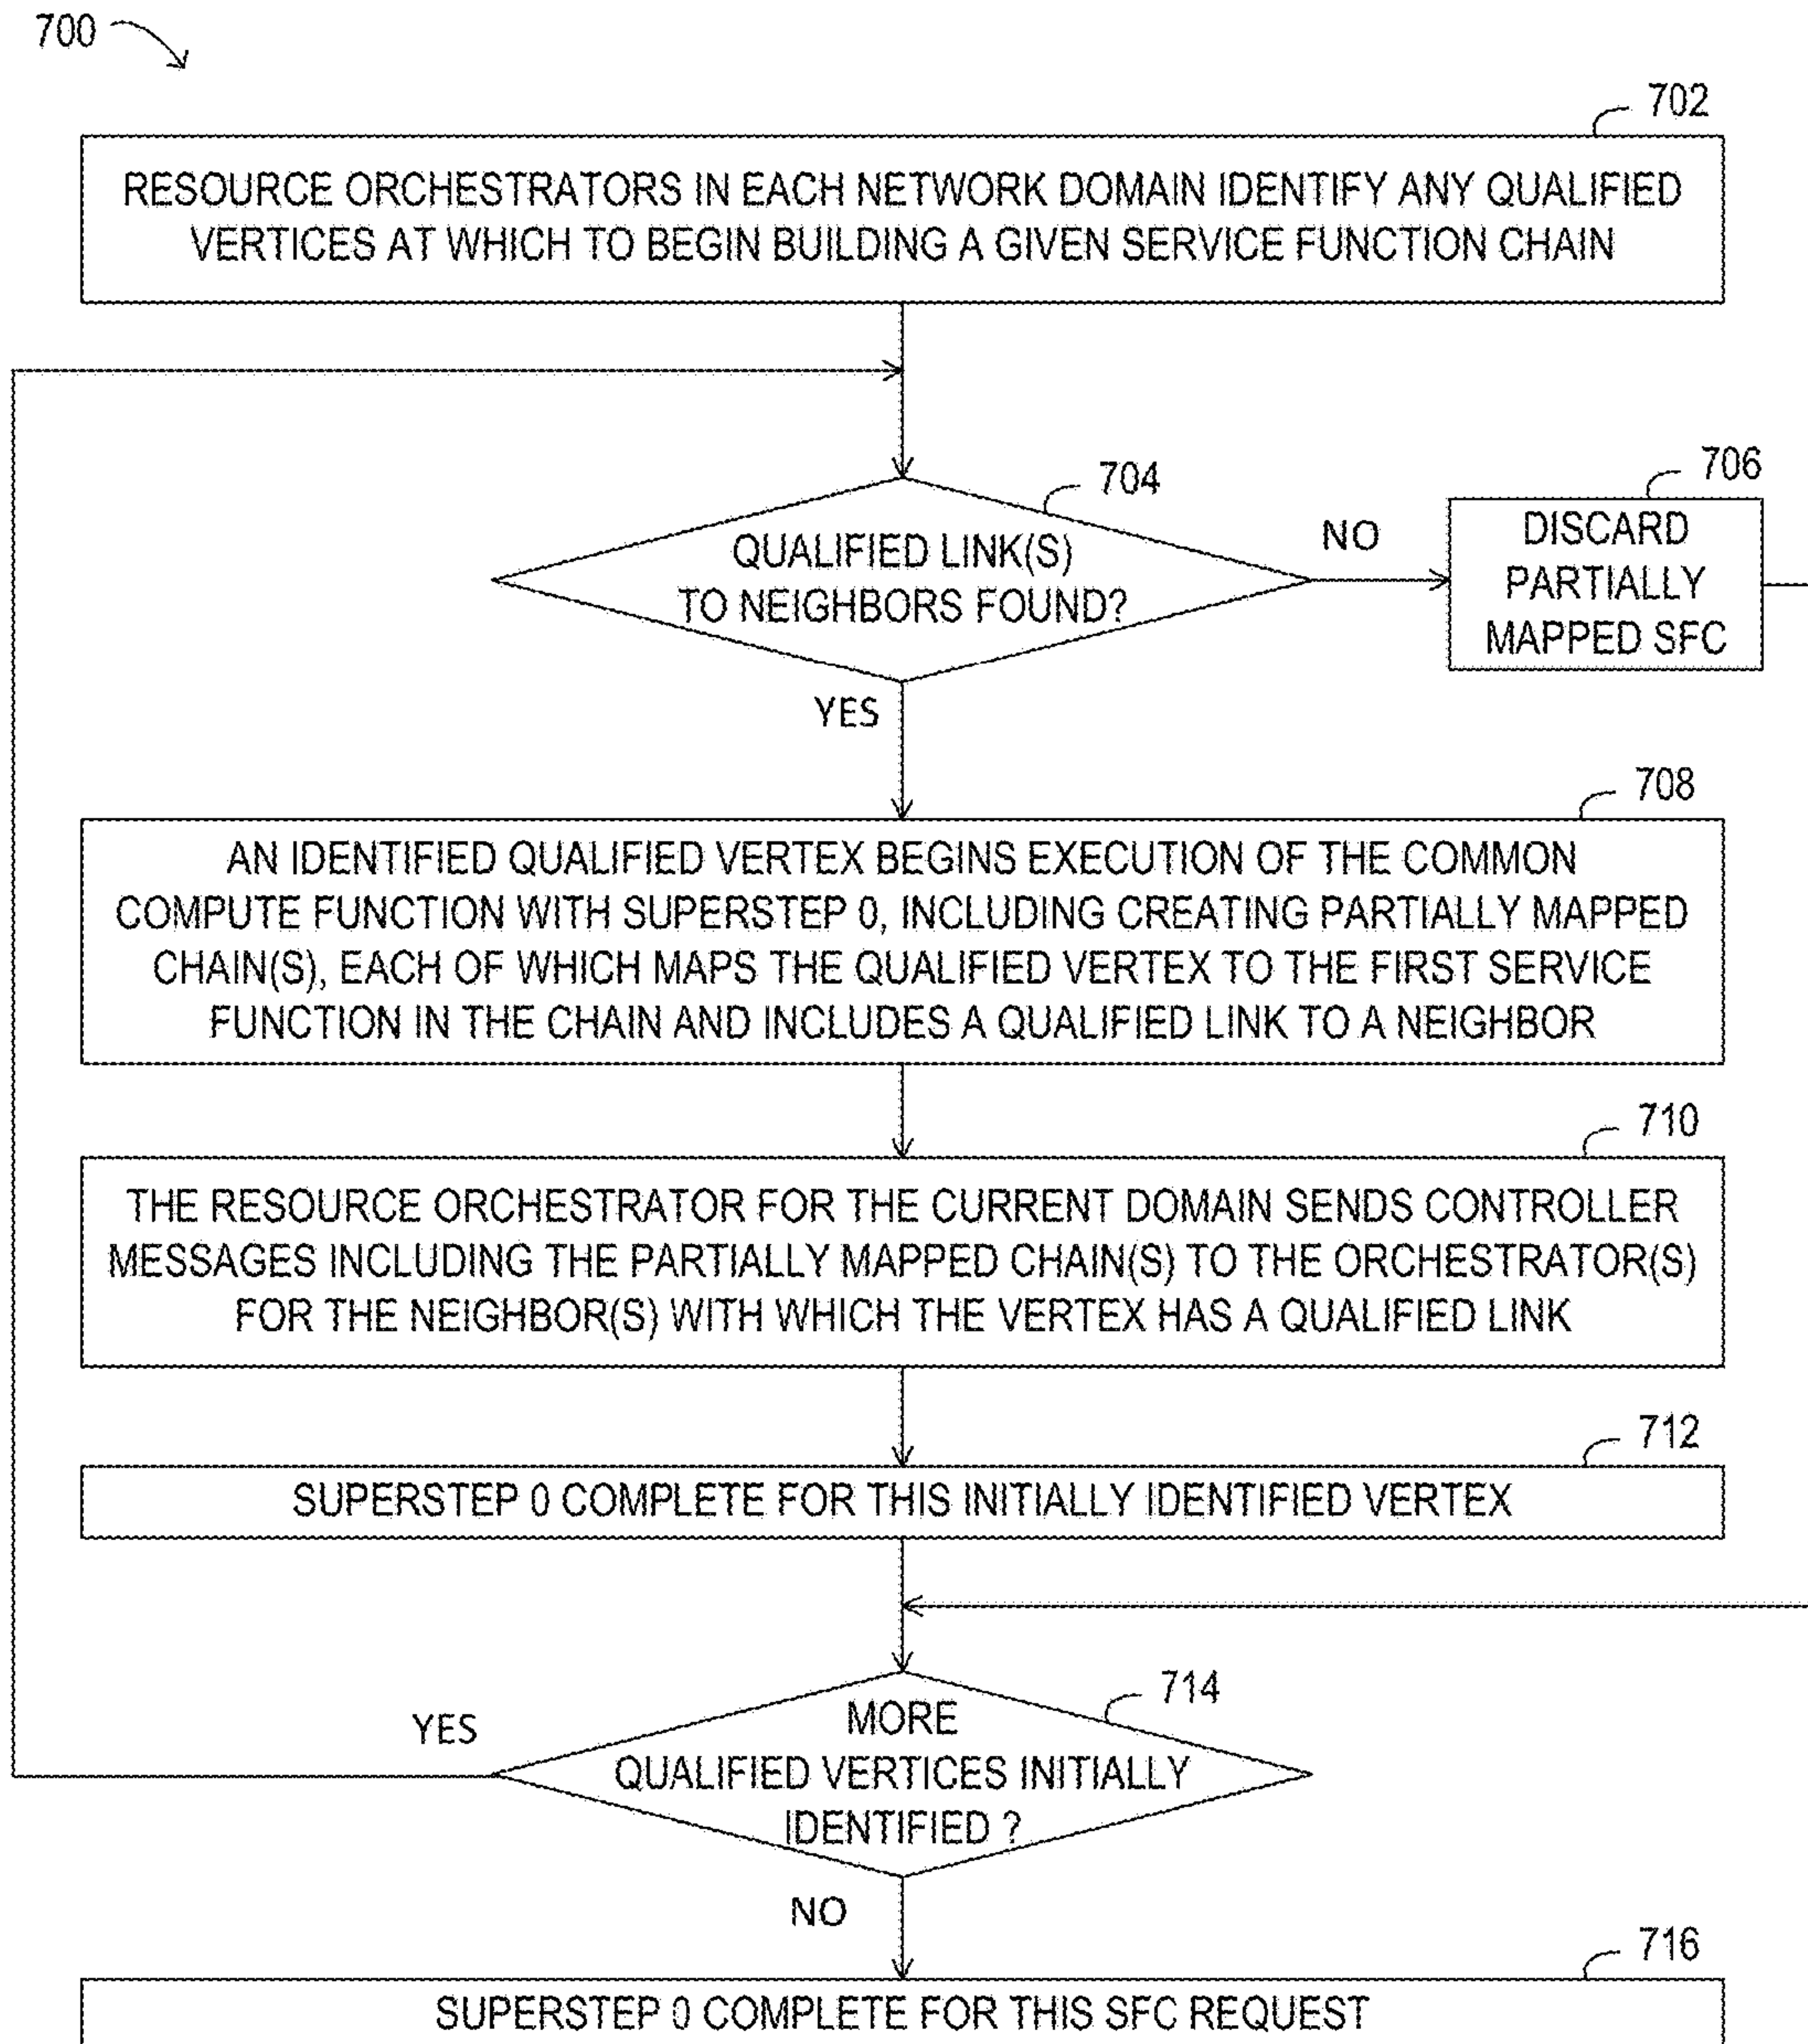 700
702
RESOURCE ORCHESTRATORS IN EACH NETWORK DOMAIN IDENTIFY ANY QUALIFIED
VERTICES AT WHICH TO BEGIN BUILDING A GIVEN SERVICE FUNCTION CHAIN
704
QUALIFIED LINK(S)
TO NEIGHBORS FOUND?
NO
706
DISCARD
PARTIALLY
MAPPED SFC
YES
708
AN IDENTIFIED QUALIFIED VERTEX BEGINS EXECUTION OF THE COMMON
COMPUTE FUNCTION WITH SUPERSTEP 0, INCLUDING CREATING PARTIALLY MAPPED
CHAIN(S), EACH OF WHICH MAPS THE QUALIFIED VERTEX TO THE FIRST SERVICE
FUNCTION IN THE CHAIN AND INCLUDES A QUALIFIED LINK TO A NEIGHBOR
710
THE RESOURCE ORCHESTRATOR FOR THE CURRENT DOMAIN SENDS CONTROLLER
MESSAGES INCLUDING THE PARTIALLY MAPPED CHAIN(S) TO THE ORCHESTRATOR(S)
FOR THE NEIGHBOR(S) WITH WHICH THE VERTEX HAS A QUALIFIED LINK
712
SUPERSTEP 0 COMPLETE FOR THIS INITIALLY IDENTIFIED VERTEX
714
YES
MORE
QUALIFIED VERTICES INITIALLY
IDENTIFIED ?
NO
716
SUPERSTEP 0 COMPLETE FOR THIS SFC REQUEST